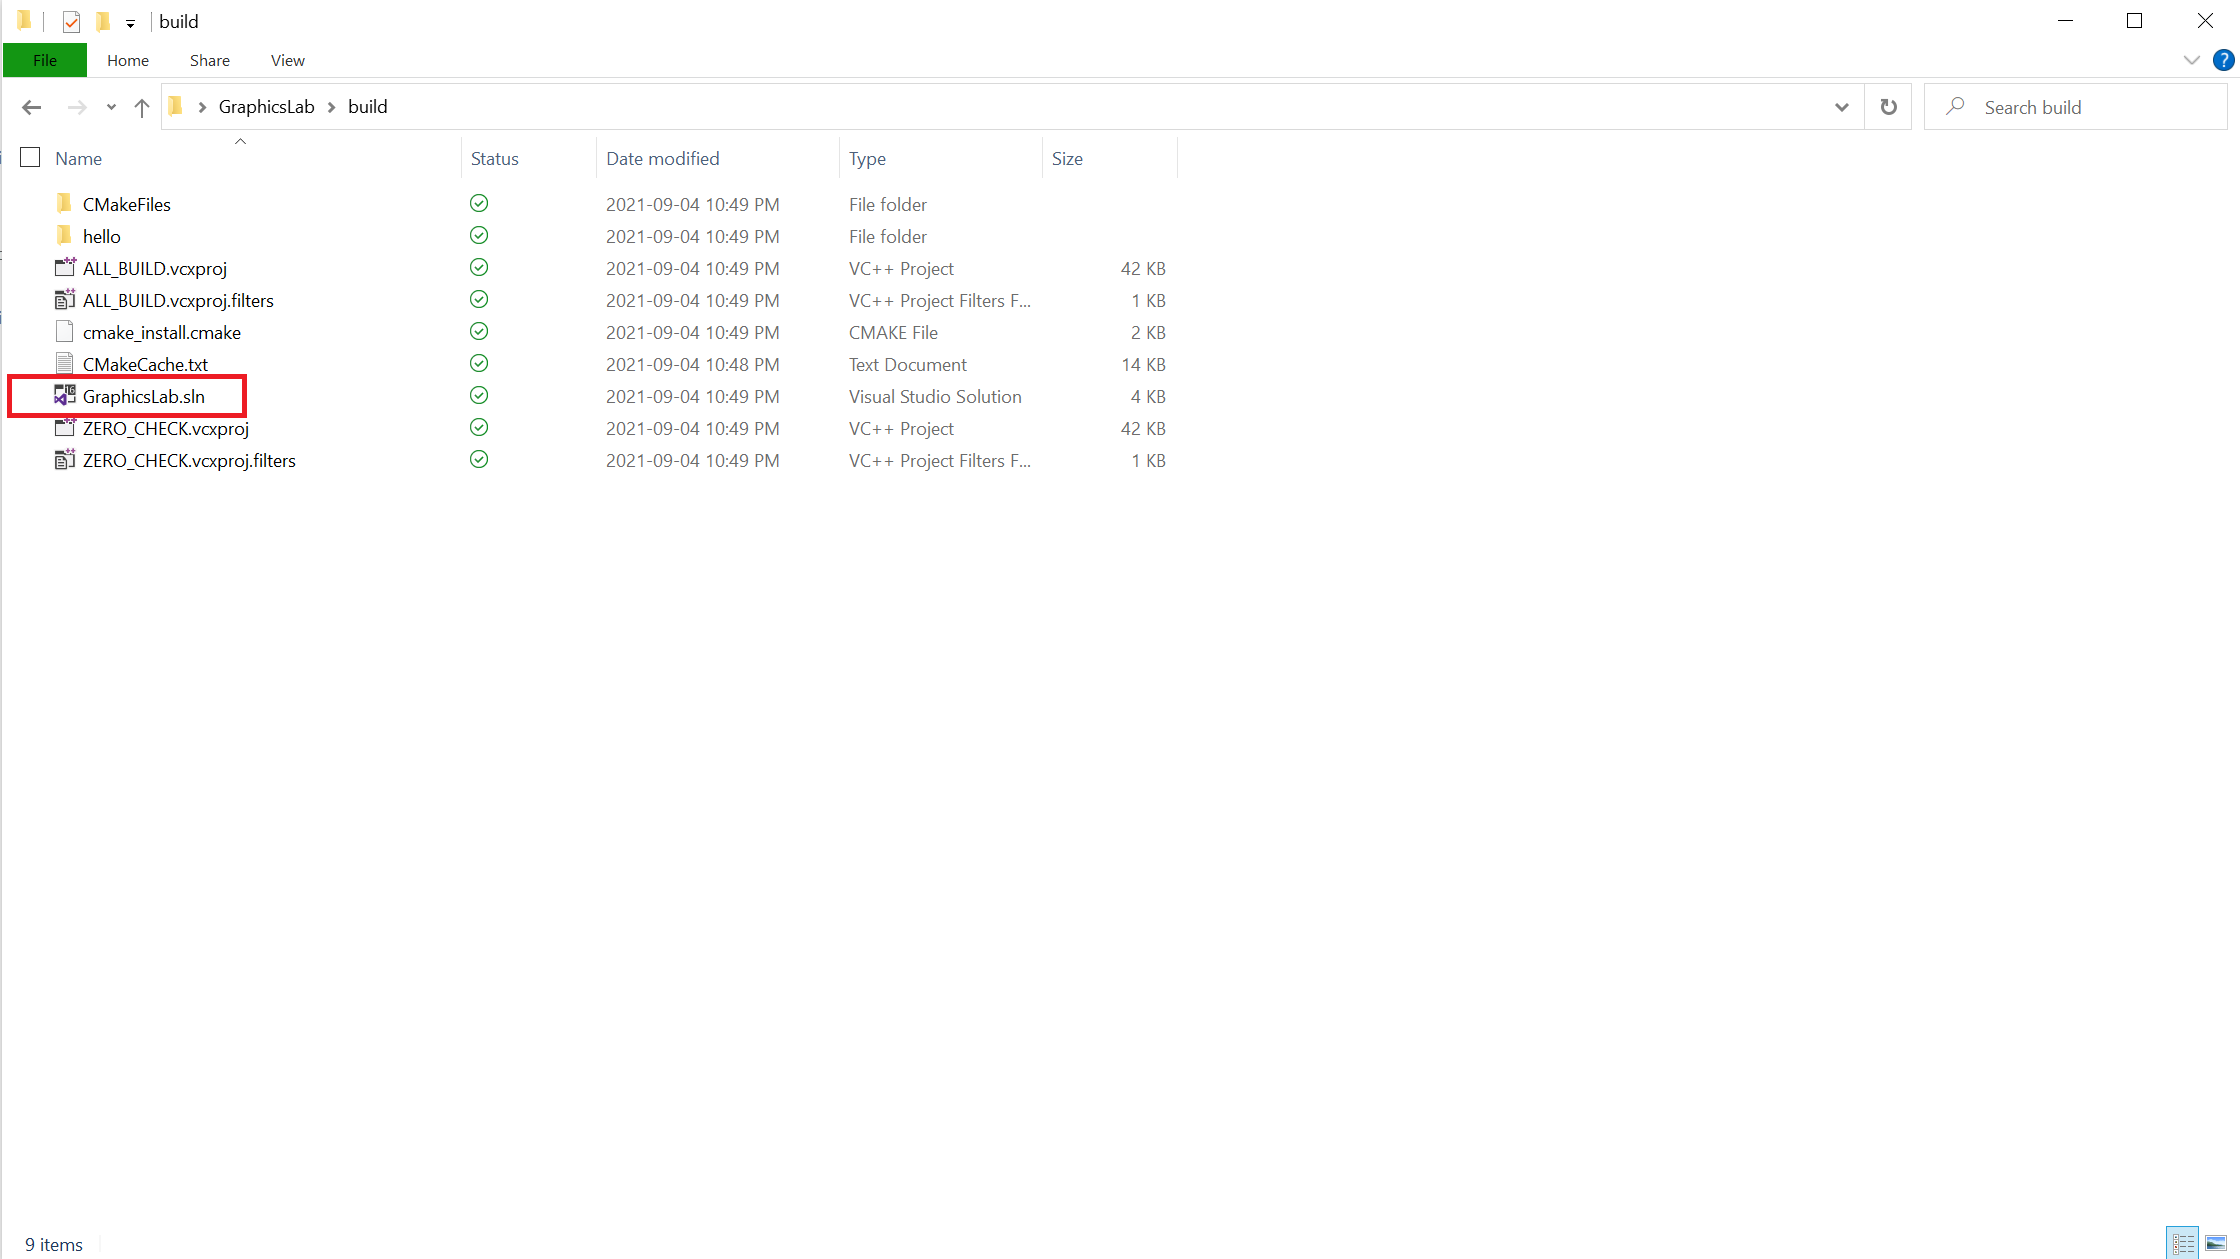 build
File Home Share View
GraphicsLab build
Search build
Name Status Date modified Type Size
CMakeFiles 2021-09-04 10:49 PM File folder
hello 2021-09-04 10:49 PM File folder
ALL_BUILD.vcxproj 2021-09-04 10:49 PM VC++ Project 42 KB
ALL_BUILD.vcxproj.filters 2021-09-04 10:49 PM VC++ Project Filters F... 1 KB
cmake_install.cmake 2021-09-04 10:49 PM CMAKE File 2 KB
CMakeCache.txt 2021-09-04 10:48 PM Text Document 14 KB
GraphicsLab.sln 2021-09-04 10:49 PM Visual Studio Solution 4 KB
ZERO_CHECK.vcxproj 2021-09-04 10:49 PM VC++ Project 42 KB
ZERO_CHECK.vcxproj.filters 2021-09-04 10:49 PM VC++ Project Filters F... 1 KB
9 items